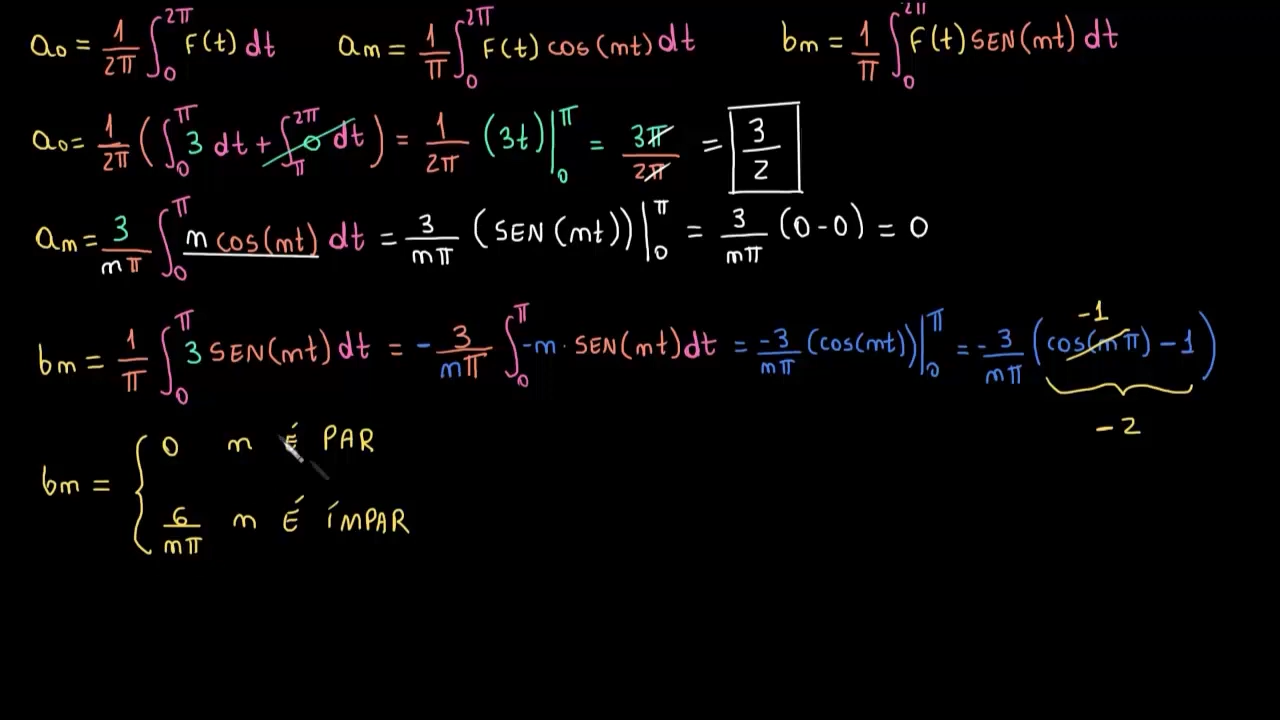 a₀ = 1/2π ∫₀^2π F(t) dt   aₘ = 1/π ∫₀^2π F(t) cos(mt) dt   bₘ = 1/π ∫₀^2π F(t) SEN(mt) dt
a₀ = 1/2π (∫₀^π 3 dt + ∫π^2π 0 dt) = 1/2π (3t)|₀^π = 3π/2π = 3/2
aₘ = 3/mπ ∫₀^π m cos(mt) dt = 3/mπ (SEN(mt))|₀^π = 3/mπ (0 - 0) = 0
-1
bₘ = 1/π ∫₀^π 3 SEN(mt) dt = -3/mπ ∫₀^π -m · SEN(mt) dt = -3/mπ (cos(mt))|₀^π = -3/mπ (cos(mπ) - 1)
-2
bₘ = { 0 m É PAR
6/mπ m É ÍMPAR